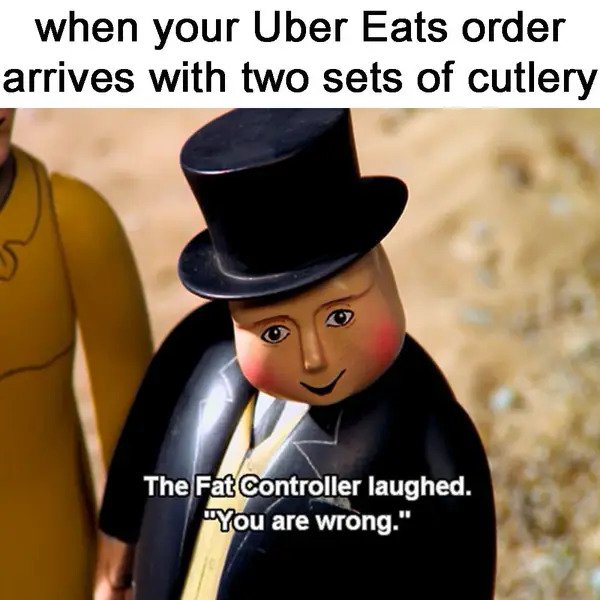 when your Uber Eats order
arrives with two sets of cutlery
The Fat Controller laughed.
"You are wrong."